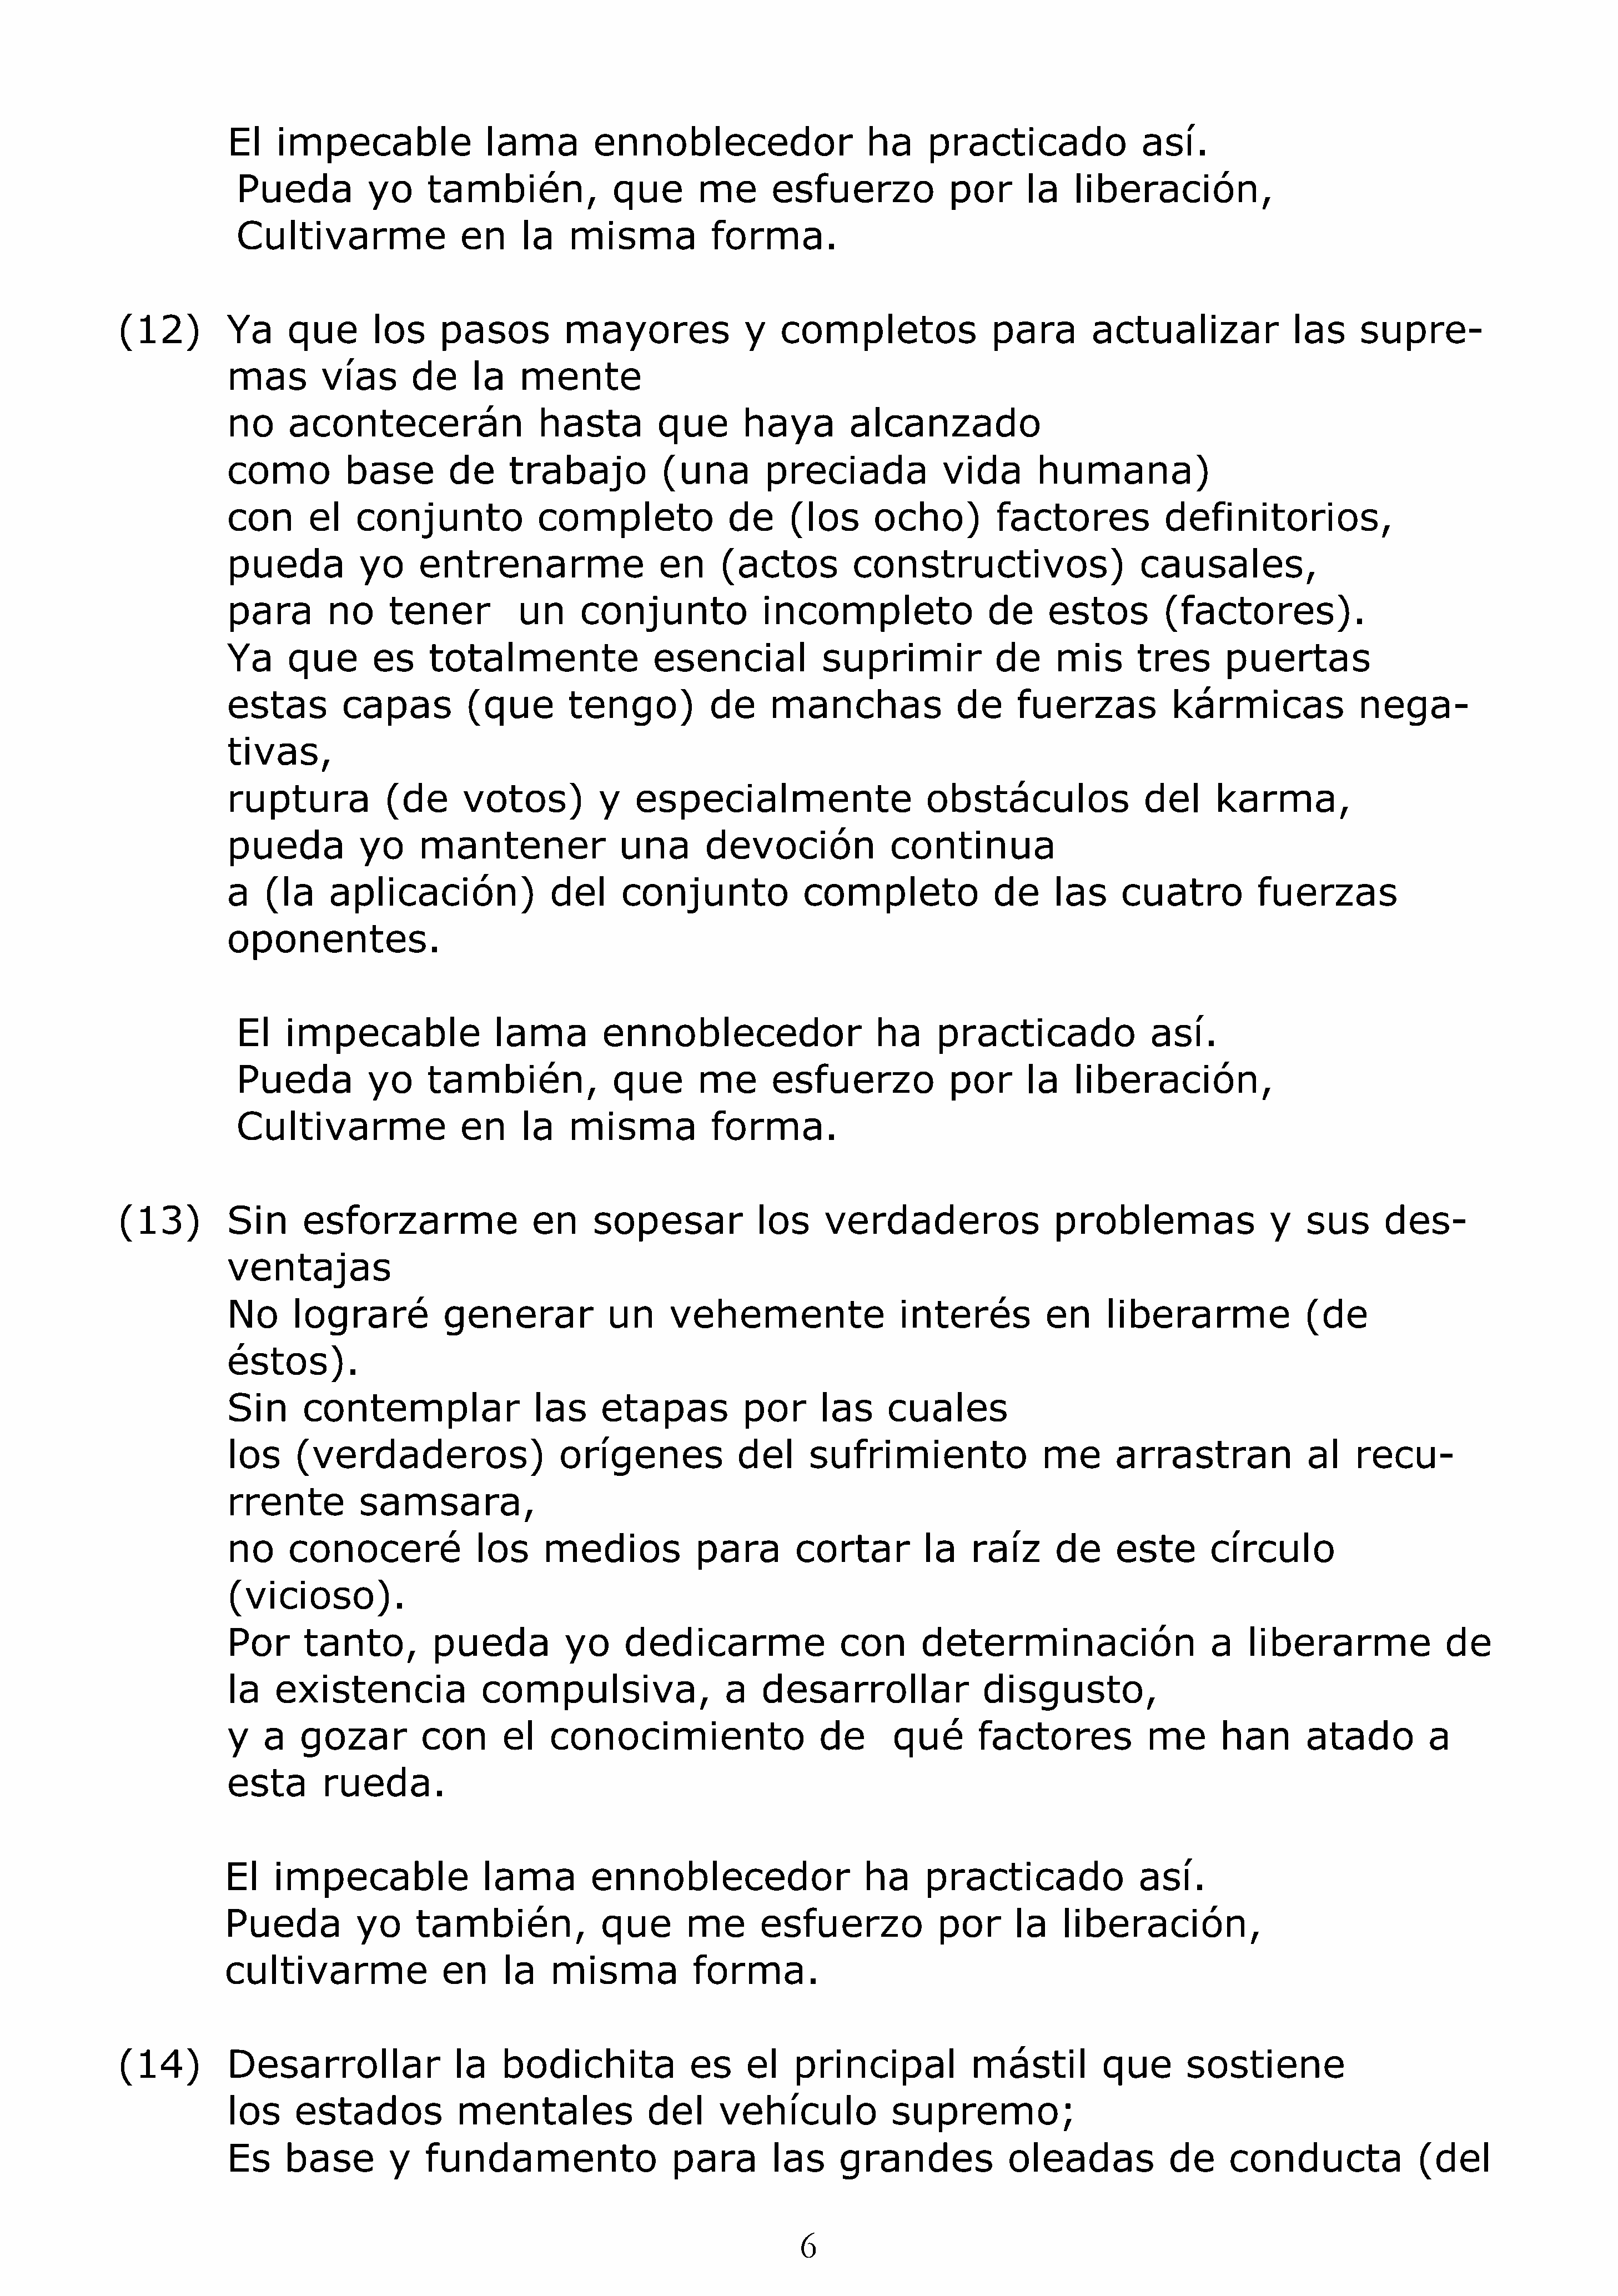 El impecable lama ennoblecedor ha practicado así.
Pueda yo también, que me esfuerzo por la liberación,
Cultivarme en la misma forma.
(12) Ya que los pasos mayores y completos para actualizar las supre-
mas vías de la mente
no acontecerán hasta que haya alcanzado
como base de trabajo (una preciada vida humana)
con el conjunto completo de (los ocho) factores definitorios,
pueda yo entrenarme en (actos constructivos) causales,
para no tener un conjunto incompleto de estos (factores).
Ya que es totalmente esencial suprimir de mis tres puertas
estas capas (que tengo) de manchas de fuerzas kármicas nega-
tivas,
ruptura (de votos) y especialmente obstáculos del karma,
pueda yo mantener una devoción continua
a (la aplicación) del conjunto completo de las cuatro fuerzas
oponentes.
El impecable lama ennoblecedor ha practicado así.
Pueda yo también, que me esfuerzo por la liberación,
Cultivarme en la misma forma.
(13) Sin esforzarme en sopesar los verdaderos problemas y sus des-
ventajas
No lograré generar un vehemente interés en liberarme (de
éstos).
Sin contemplar las etapas por las cuales
los (verdaderos) orígenes del sufrimiento me arrastran al recu-
rrente samsara,
no conoceré los medios para cortar la raíz de este círculo
(vicioso).
Por tanto, pueda yo dedicarme con determinación a liberarme de
la existencia compulsiva, a desarrollar disgusto,
y a gozar con el conocimiento de qué factores me han atado a
esta rueda.
El impecable lama ennoblecedor ha practicado así.
Pueda yo también, que me esfuerzo por la liberación,
cultivarme en la misma forma.
(14) Desarrollar la bodichita es el principal mástil que sostiene
los estados mentales del vehículo supremo;
Es base y fundamento para las grandes oleadas de conducta (del
6